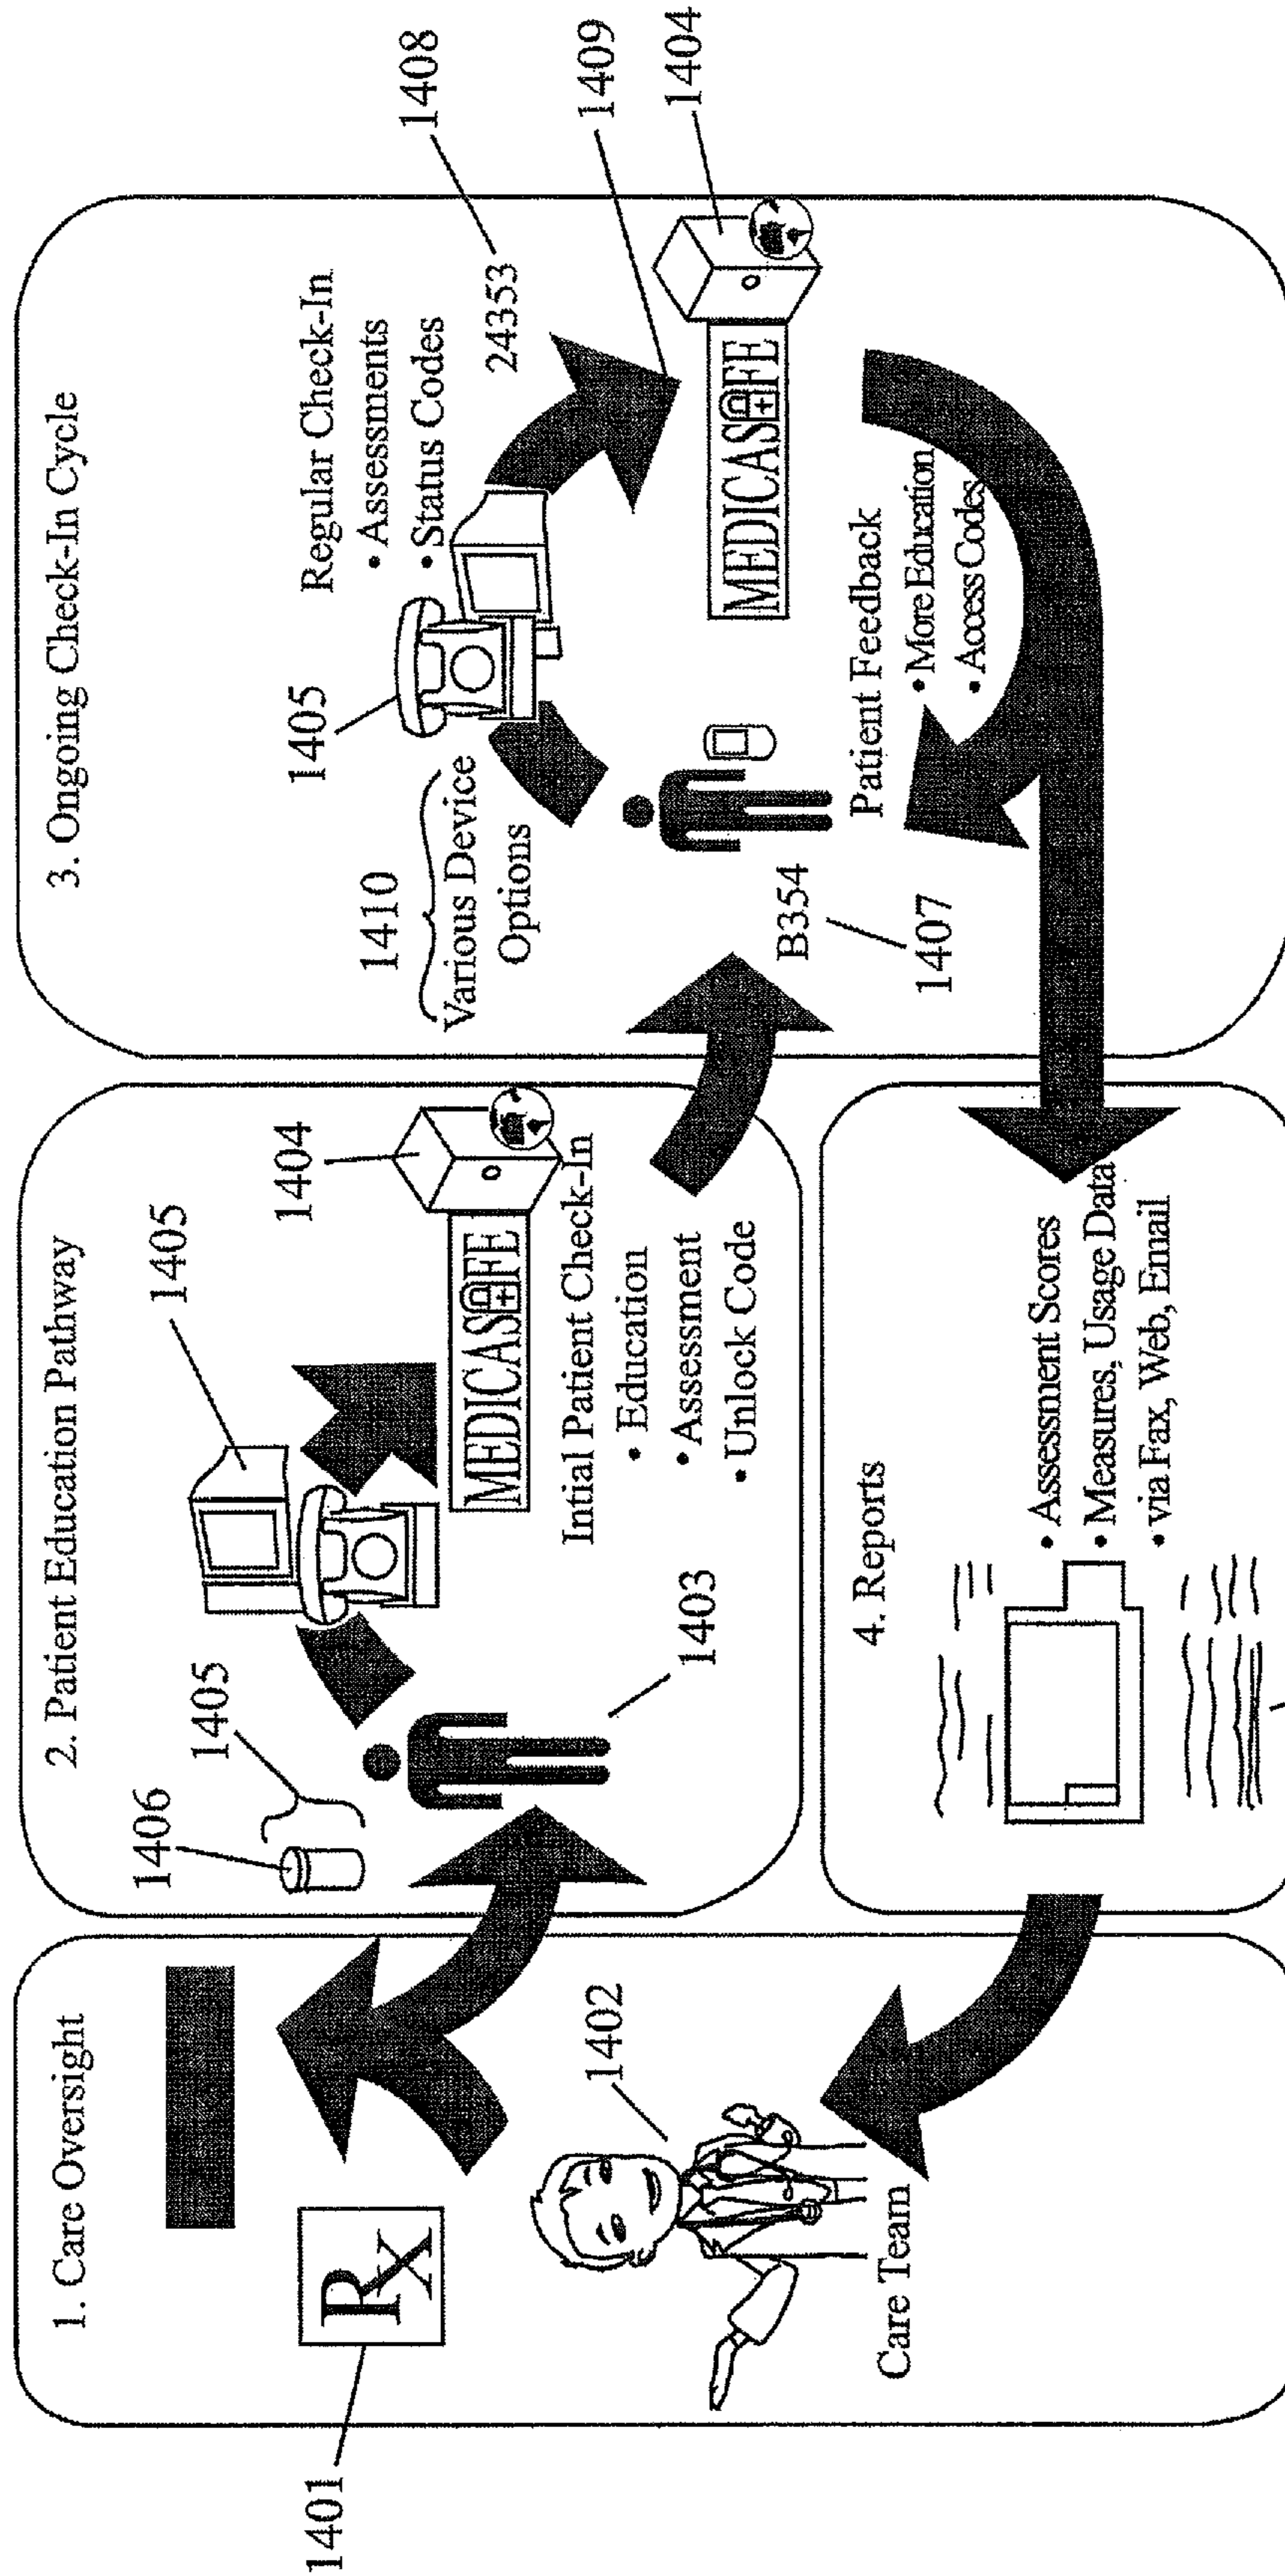 1. Care Oversight
1401
Rx
1402
Care Team
2. Patient Education Pathway
1406
1405
1405
1404
MEDICASAFE
1403
Intial Patient Check-In
• Education
• Assessment
• Unlock Code
3. Ongoing Check-In Cycle
1410
Various Device
Options
1405
Regular Check-In
• Assessments
• Status Codes
24353
1408
1409
1404
MEDICASAFE
B354
1407
Patient Feedback
• More Education
• Access Codes
4. Reports
• Assessment Scores
• Measures, Usage Data
• via Fax, Web, Email